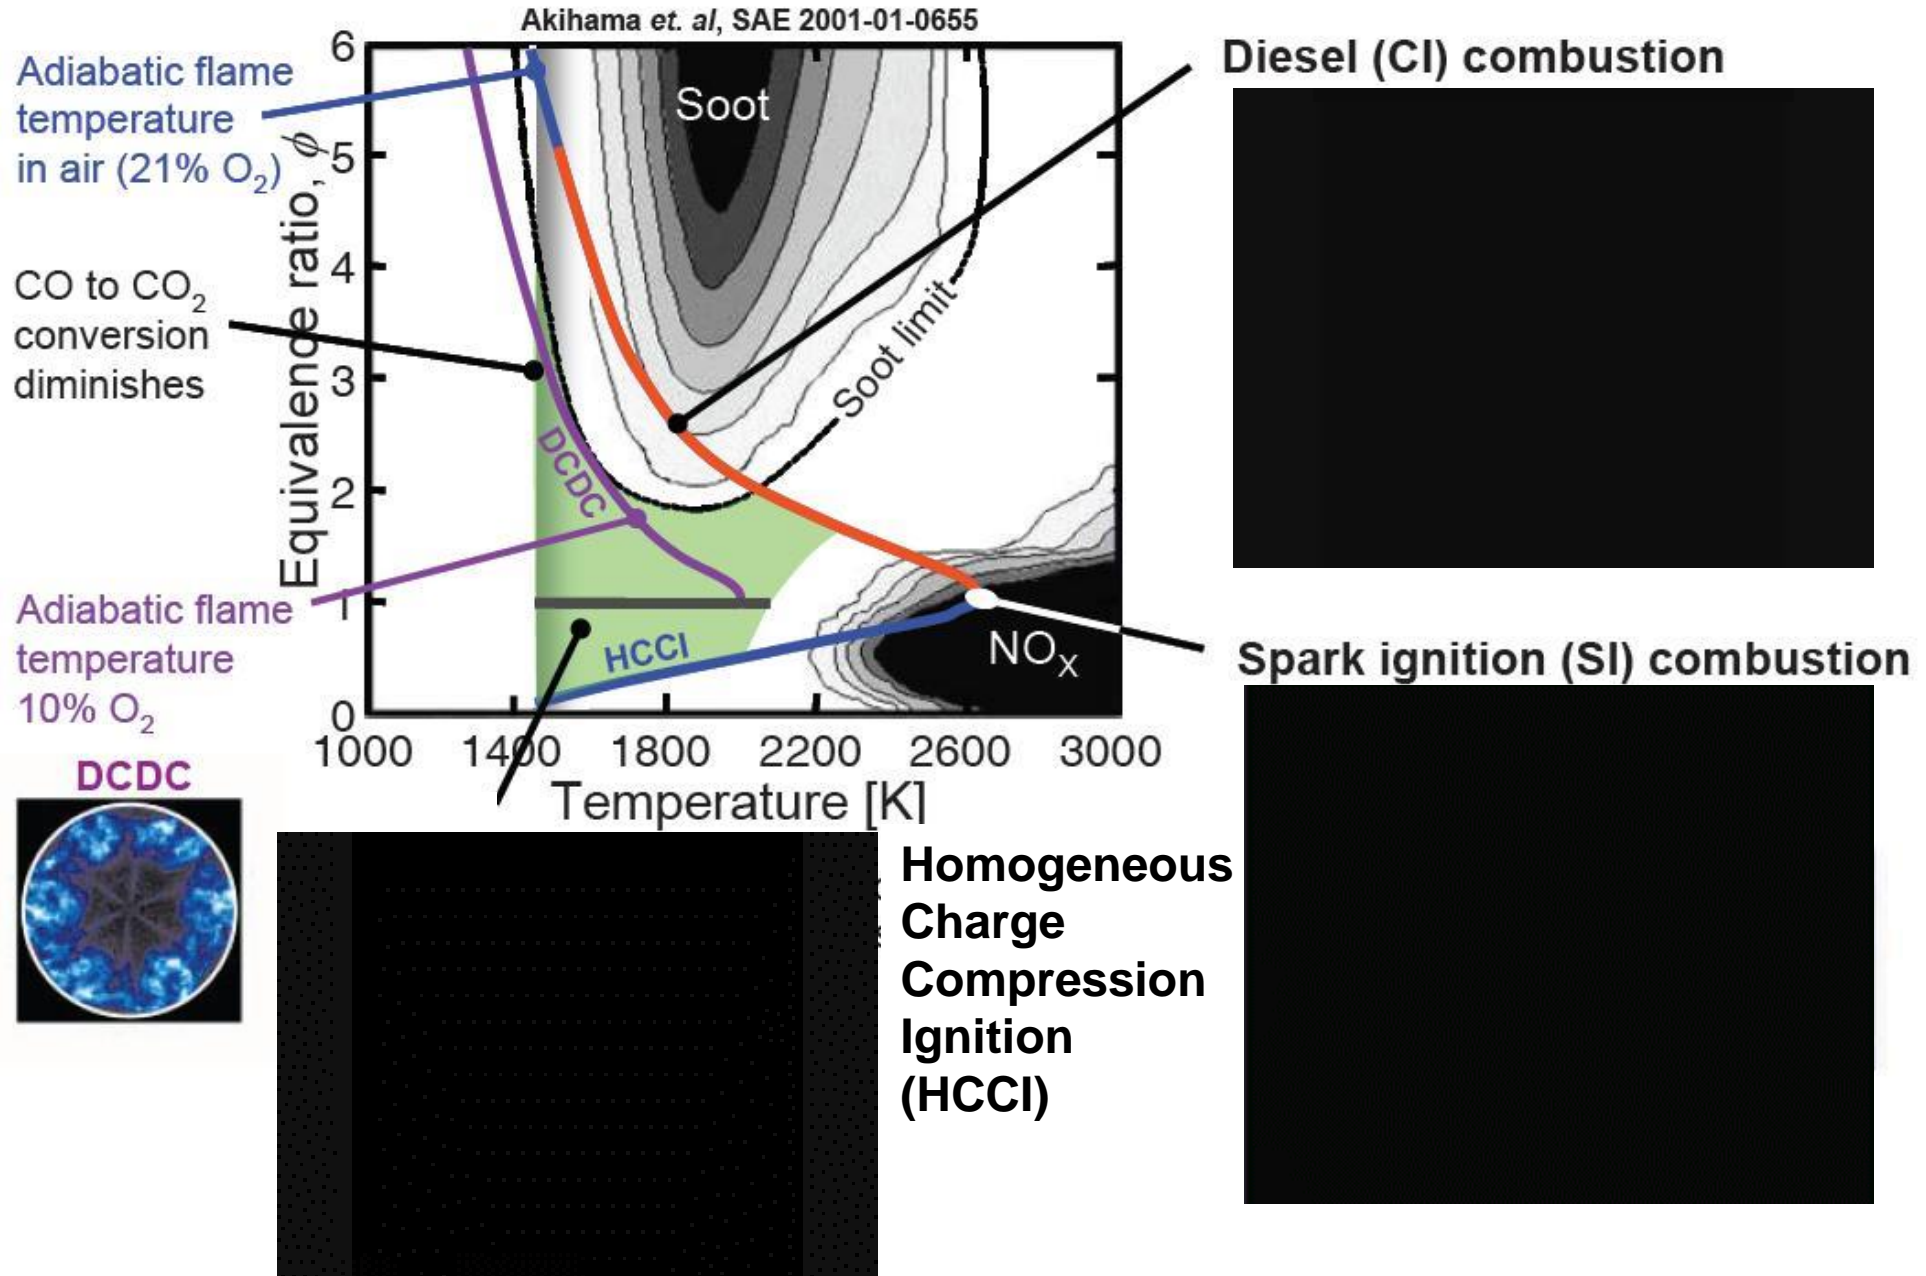 Akihama et. al, SAE 2001-01-0655
Adiabatic flame
temperature
in air (21% O₂)
CO to CO₂
conversion
diminishes
Adiabatic flame
temperature
10% O₂
DCDC
Equivalence ratio, ϕ
6
5
4
3
2
1
0
1000 1400 1800 2200 2600 3000
Temperature [K]
Soot
Soot limit
DCDC
HCCI
NOX
Diesel (CI) combustion
Spark ignition (SI) combustion
Homogeneous
Charge
Compression
Ignition
(HCCI)